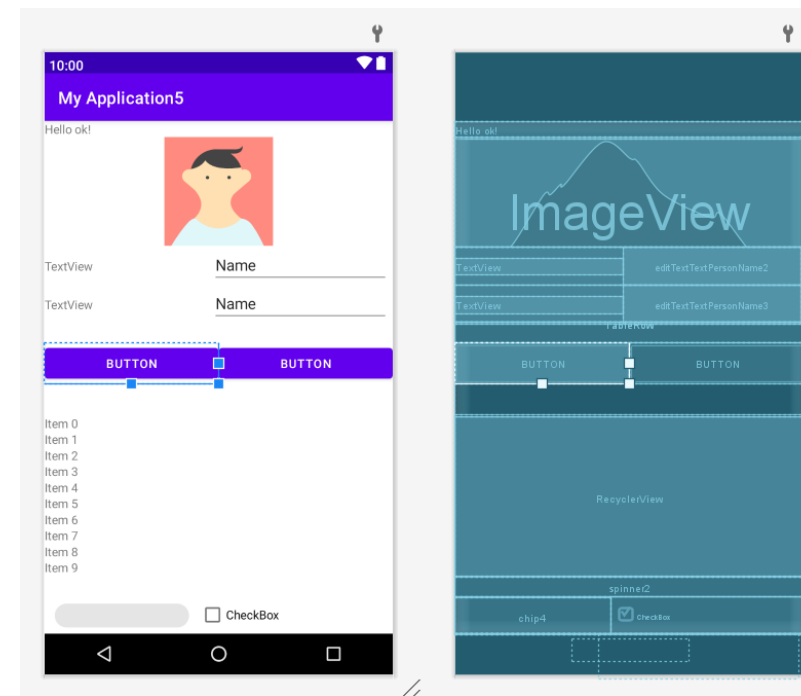 10:00
My Application5
Hello ok!
TextView Name
TextView Name
BUTTON BUTTON
Item 0
Item 1
Item 2
Item 3
Item 4
Item 5
Item 6
Item 7
Item 8
Item 9
CheckBox
Hello ok!
ImageView
TextView editTextTextPersonName2
TextView editTextTextPersonName3
TableRow
BUTTON BUTTON
RecyclerView
spinner2
chip4 CheckBox